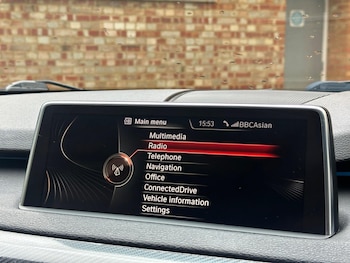 Main menu 15:53 BBCAsian
Multimedia
Radio
Telephone
Navigation
Office
ConnectedDrive
Vehicle information
Settings